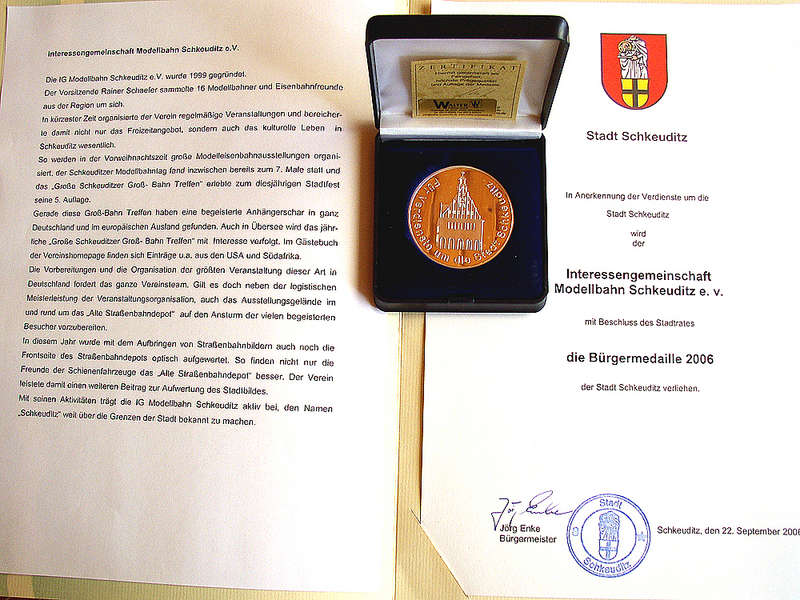 Interessengemeinschaft Modellbahn Schkeuditz e.V.
Die IG Modellbahn Schkeuditz e.V. wurde 1999 gegründet.
Der Vorsitzende Rainer Schaefer sammelte 16 Modellbahner und Eisenbahnfreunde
aus der Region um sich.
In kürzester Zeit organisierte der Verein regelmäßige Veranstaltungen und bereicher-
te damit nicht nur das Freizeitangebot, sondern auch das kulturelle Leben in
Schkeuditz wesentlich.
So werden in der Vorweihnachtszeit große Modelleisenbahnausstellungen organi-
siert, der Schkeuditzer Modellbahntag fand inzwischen bereits zum 7. Male statt und
das „Große Schkeuditzer Groß- Bahn Treffen" erlebte zum diesjährigen Stadtfest
seine 5. Auflage.
Gerade diese Groß-Bahn Treffen haben eine begeisterte Anhängerschar in ganz
Deutschland und im europäischen Ausland gefunden. Auch in Übersee wird das jähr-
liche „Große Schkeuditzer Groß- Bahn Treffen" mit Interesse verfolgt. Im Gästebuch
der Vereinshomepage finden sich Einträge u.a. aus den USA und Südafrika.
Die Vorbereitungen und die Organisation der größten Veranstaltung dieser Art in
Deutschland fordert das ganze Vereinsteam. Gilt es doch neben der logistischen
Meisterleistung der Veranstaltungsorganisation, auch das Ausstellungsgelände im
und rund um das „Alte Straßenbahndepot" auf den Ansturm der vielen begeisterten
Besucher vorzubereiten.
In diesem Jahr wurde mit dem Aufbringen von Straßenbahnbildern auch noch die
Frontseite des Straßenbahndepots optisch aufgewertet. So finden nicht nur die
Freunde der Schienenfahrzeuge das „Alte Straßenbahndepot" besser. Der Verein
leistete damit einen weiteren Beitrag zur Aufwertung des Stadtbildes.
Mit seinen Aktivitäten trägt die IG Modellbahn Schkeuditz aktiv bei, den Namen
„Schkeuditz" weit über die Grenzen der Stadt bekannt zu machen.
ZERTIFIKAT
Hiermit garantieren wir
Feingehalt,
höchste Prägequalität
und Auflage der Medaille
WALTER
Für Verdienste um die Stadt Schkeuditz
Stadt Schkeuditz
In Anerkennung der Verdienste um die
Stadt Schkeuditz
wird
der
Interessengemeinschaft
Modellbahn Schkeuditz e. v.
mit Beschluss des Stadtrates
die Bürgermedaille 2006
der Stadt Schkeuditz verliehen.
Jörg Enke
Jörg Enke
Bürgermeister
Stadt
Schkeuditz
Schkeuditz, den 22. September 2006